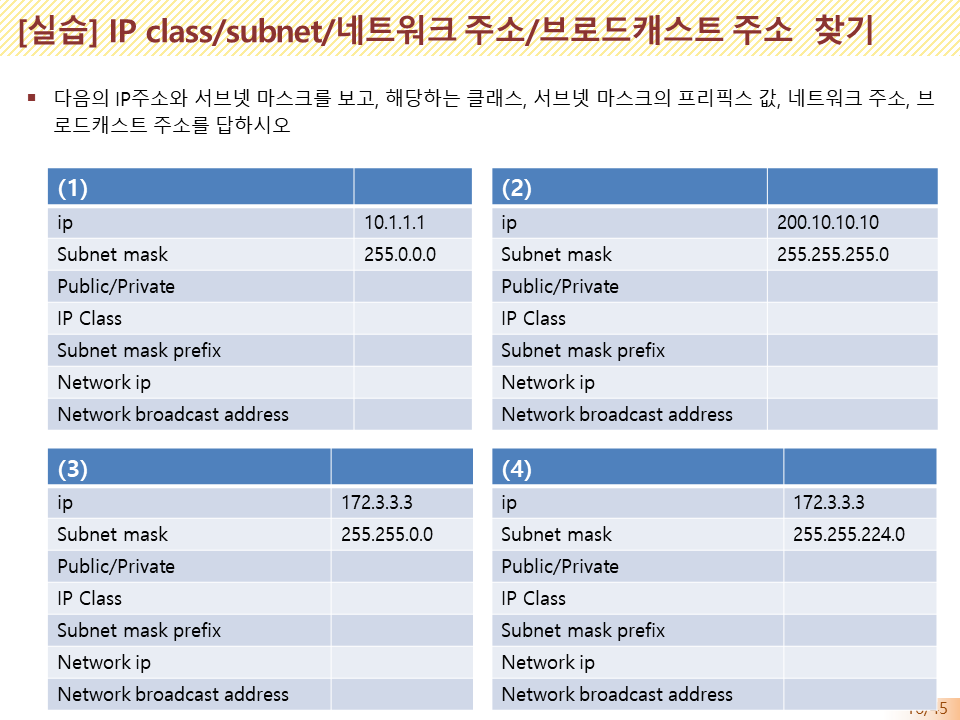 [실습] IP class/subnet/네트워크 주소/브로드캐스트 주소 찾기
▪ 다음의 IP주소와 서브넷 마스크를 보고, 해당하는 클래스, 서브넷 마스크의 프리픽스 값, 네트워크 주소, 브
로드캐스트 주소를 답하시오
(1)
ip 10.1.1.1
Subnet mask 255.0.0.0
Public/Private
IP Class
Subnet mask prefix
Network ip
Network broadcast address
(2)
ip 200.10.10.10
Subnet mask 255.255.255.0
Public/Private
IP Class
Subnet mask prefix
Network ip
Network broadcast address
(3)
ip 172.3.3.3
Subnet mask 255.255.0.0
Public/Private
IP Class
Subnet mask prefix
Network ip
Network broadcast address
(4)
ip 172.3.3.3
Subnet mask 255.255.224.0
Public/Private
IP Class
Subnet mask prefix
Network ip
Network broadcast address